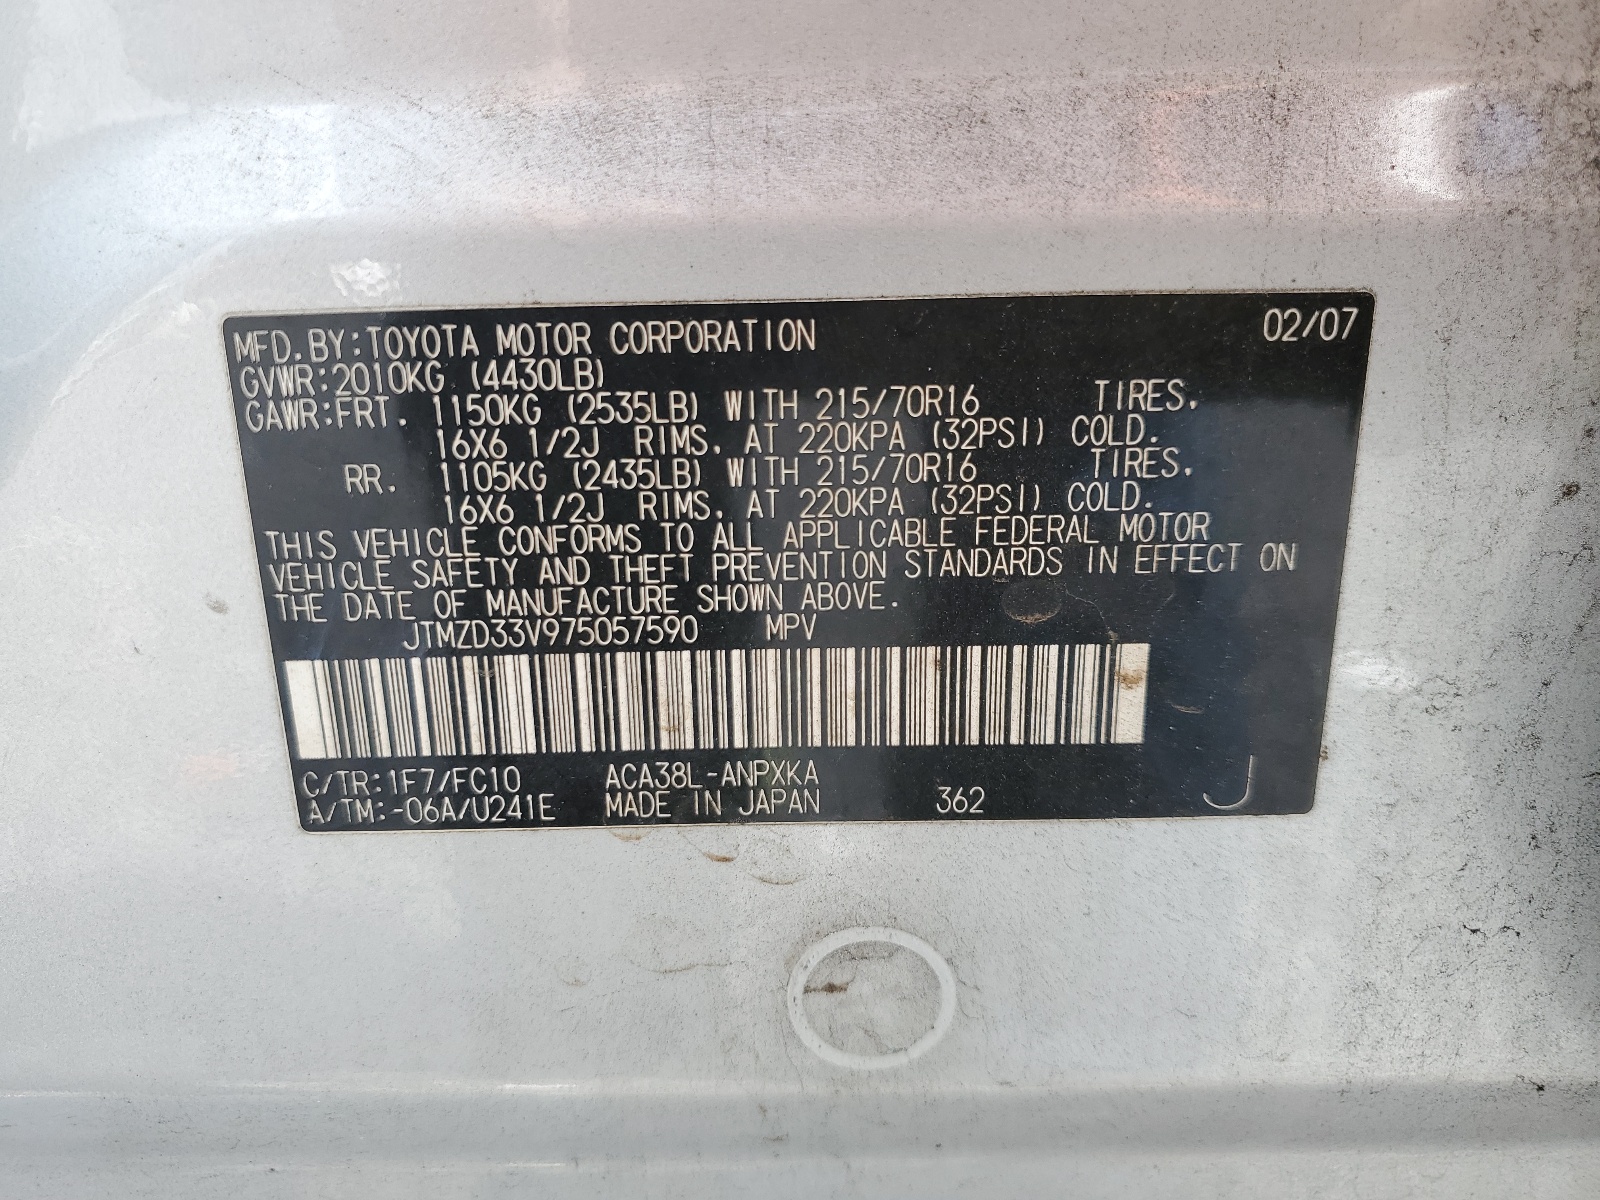 MFD. BY: TOYOTA MOTOR CORPORATION 02/07
GVWR: 2010KG (4430LB)
GAWR: FRT. 1150KG (2535LB) WITH 215/70R16 TIRES,
16X6 1/2J RIMS, AT 220KPA (32PSI) COLD.
RR. 1105KG (2435LB) WITH 215/70R16 TIRES,
16X6 1/2J RIMS, AT 220KPA (32PSI) COLD.
THIS VEHICLE CONFORMS TO ALL APPLICABLE FEDERAL MOTOR
VEHICLE SAFETY AND THEFT PREVENTION STANDARDS IN EFFECT ON
THE DATE OF MANUFACTURE SHOWN ABOVE.
JTMZD33V975057590 MPV
C/TR: 1F7/FC10 ACA38L-ANPXKA
A/TM: -06A/U241E MADE IN JAPAN 362 J